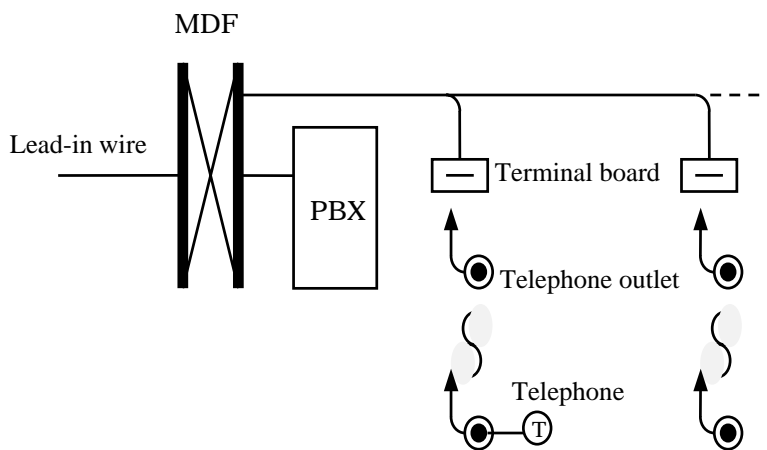 MDF
Lead-in wire
PBX
Terminal board
Telephone outlet
Telephone
T